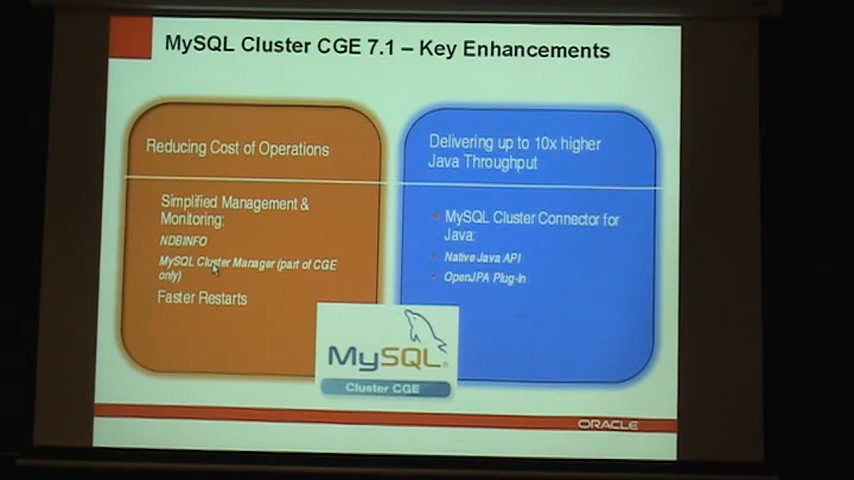 MySQL Cluster CGE 7.1 – Key Enhancements
Reducing Cost of Operations
Simplified Management &
Monitoring:
NDBINFO
MySQL Cluster Manager (part of CGE
only)
Faster Restarts
Delivering up to 10x higher
Java Throughput
MySQL Cluster Connector for
Java:
Native Java API
OpenJPA Plug-In
MySQL®
Cluster CGE
ORACLE